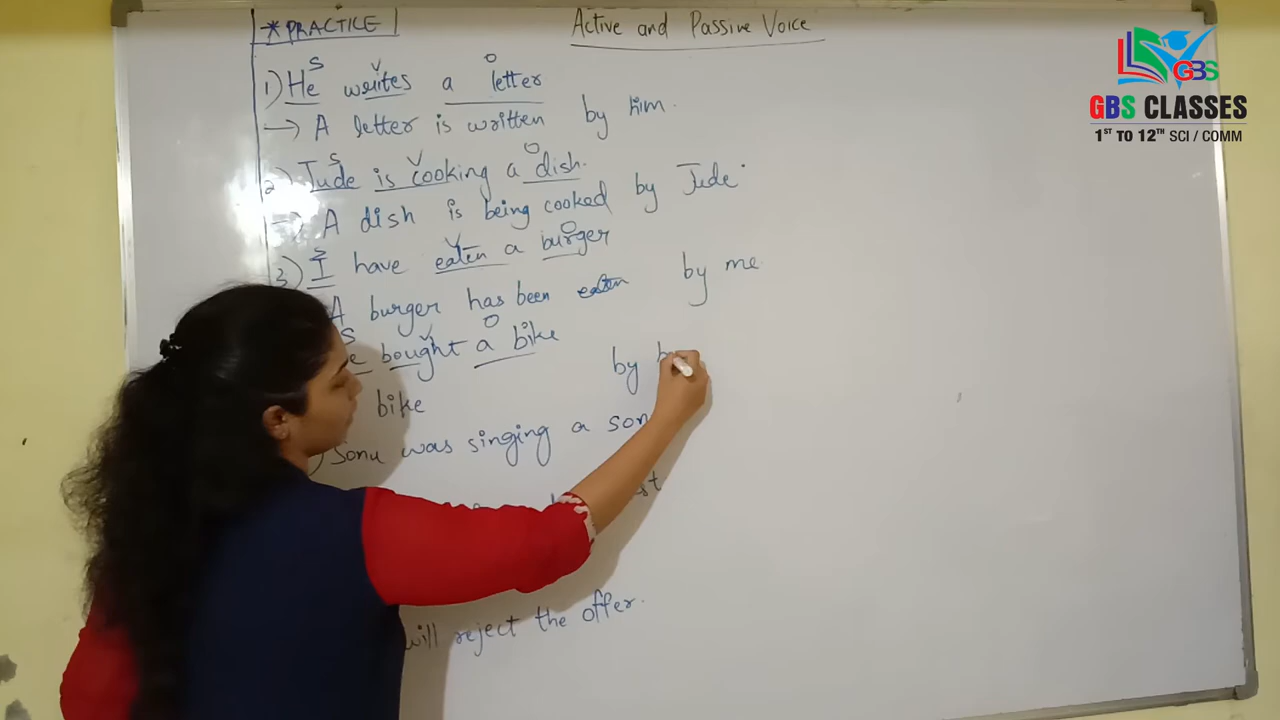 *PRACTICE
Active and Passive Voice
S V O
1) He writes a letter
→ A letter is written by him.
S V O
2) Jude is cooking a dish.
→ A dish is being cooked by Jude.
S V O
3) I have eaten a burger
A burger has been eaten by me.
S V O
bought a bike
bike by
) Sonu was singing a son
will reject the offer.
GBS
GBS CLASSES
1ST TO 12TH SCI / COMM